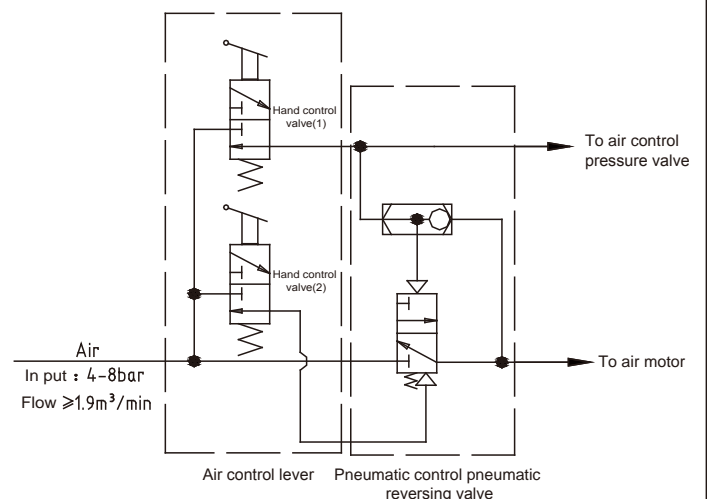 Hand control
valve(1)
To air control
pressure valve
Hand control
valve(2)
Air
In put : 4-8bar
Flow ≥1.9m³/min
To air motor
Air control lever
Pneumatic control pneumatic
reversing valve